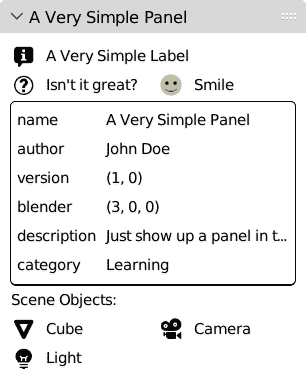 A Very Simple Panel
A Very Simple Label
Isn't it great? Smile
name A Very Simple Panel
author John Doe
version (1, 0)
blender (3, 0, 0)
description Just show up a panel in t...
category Learning
Scene Objects:
Cube Camera
Light